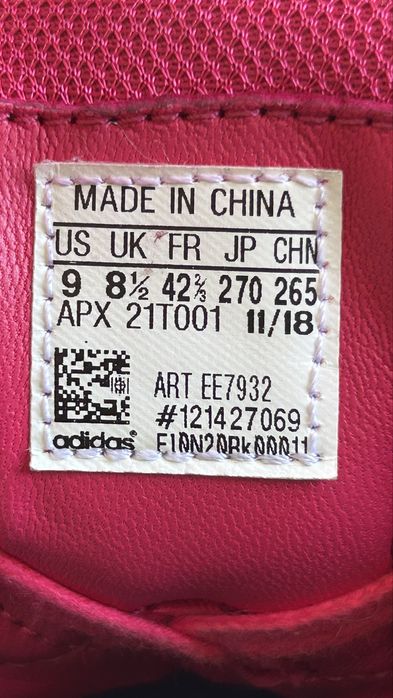 MADE IN CHINA
US UK FR JP CHN
9 8½ 42⅔ 270 265
APX 21T001 11/18
ART EE7932
#121427069
adidas